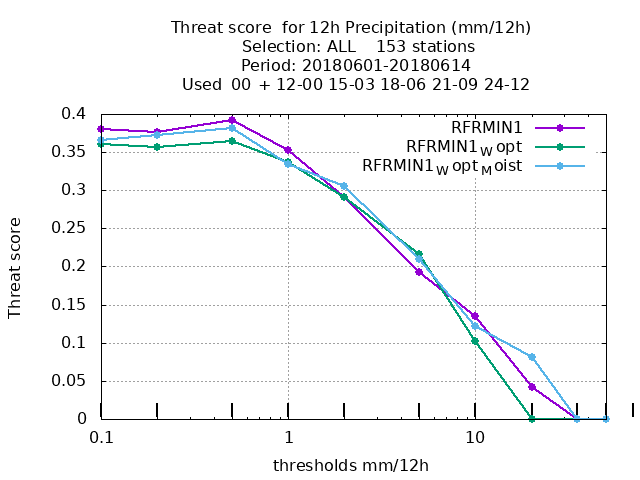 Threat score for 12h Precipitation (mm/12h)
Selection: ALL 153 stations
Period: 20180601-20180614
Used 00 + 12-00 15-03 18-06 21-09 24-12
RFRMIN1
RFRMIN1Wopt
RFRMIN1WoptMoist
0.4
0.35
0.3
0.25
0.2
0.15
0.1
0.05
0
Threat score
0.1 1 10
thresholds mm/12h